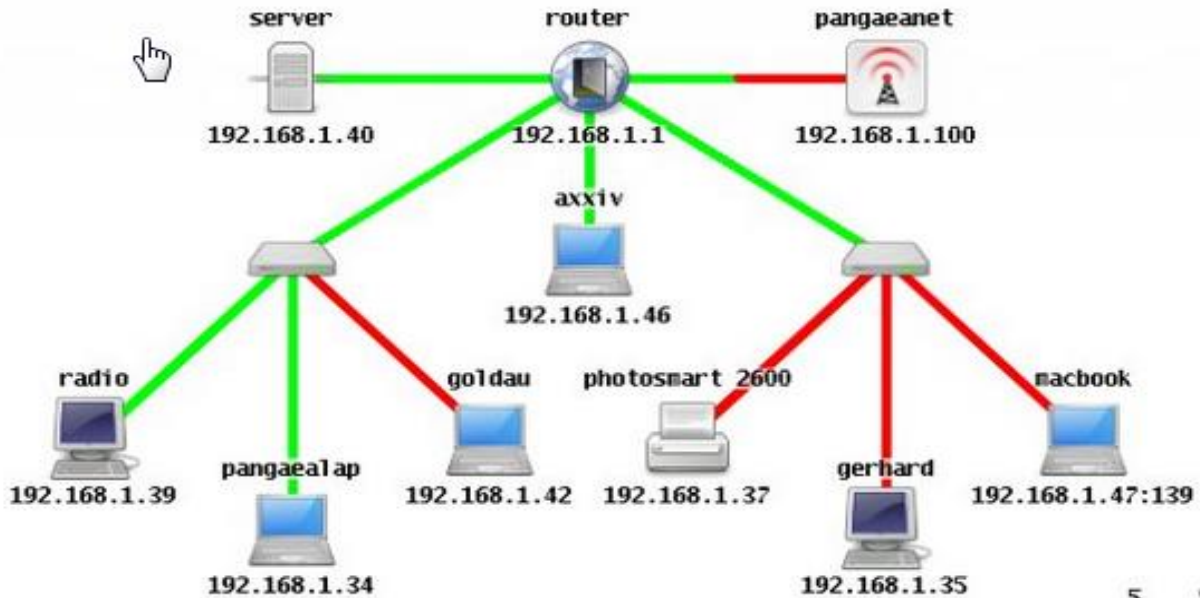 server
router
pangaeanet
192.168.1.40
192.168.1.1
192.168.1.100
axxiv
192.168.1.46
radio
goldau
photosmart 2600
macbook
pangaealap
gerhard
192.168.1.39
192.168.1.42
192.168.1.37
192.168.1.47:139
192.168.1.34
192.168.1.35
5